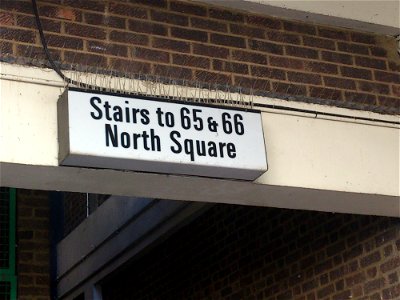 Stairs to 65 & 66
North Square